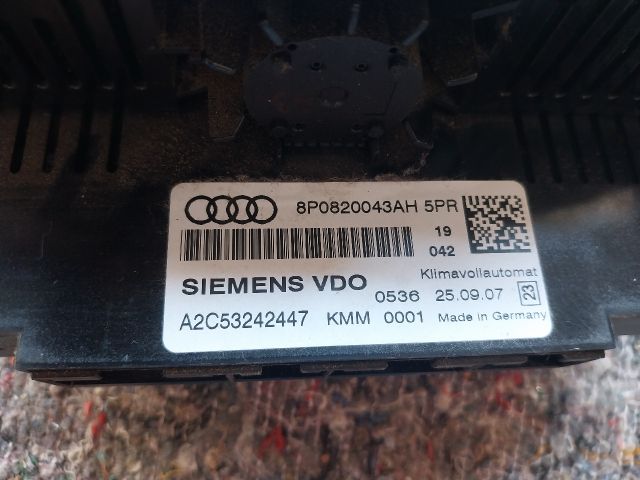 8P0820043AH 5PR
19
042
Klimavollautomat
SIEMENS VDO 0536 25.09.07 23
A2C53242447 KMM 0001 Made in Germany